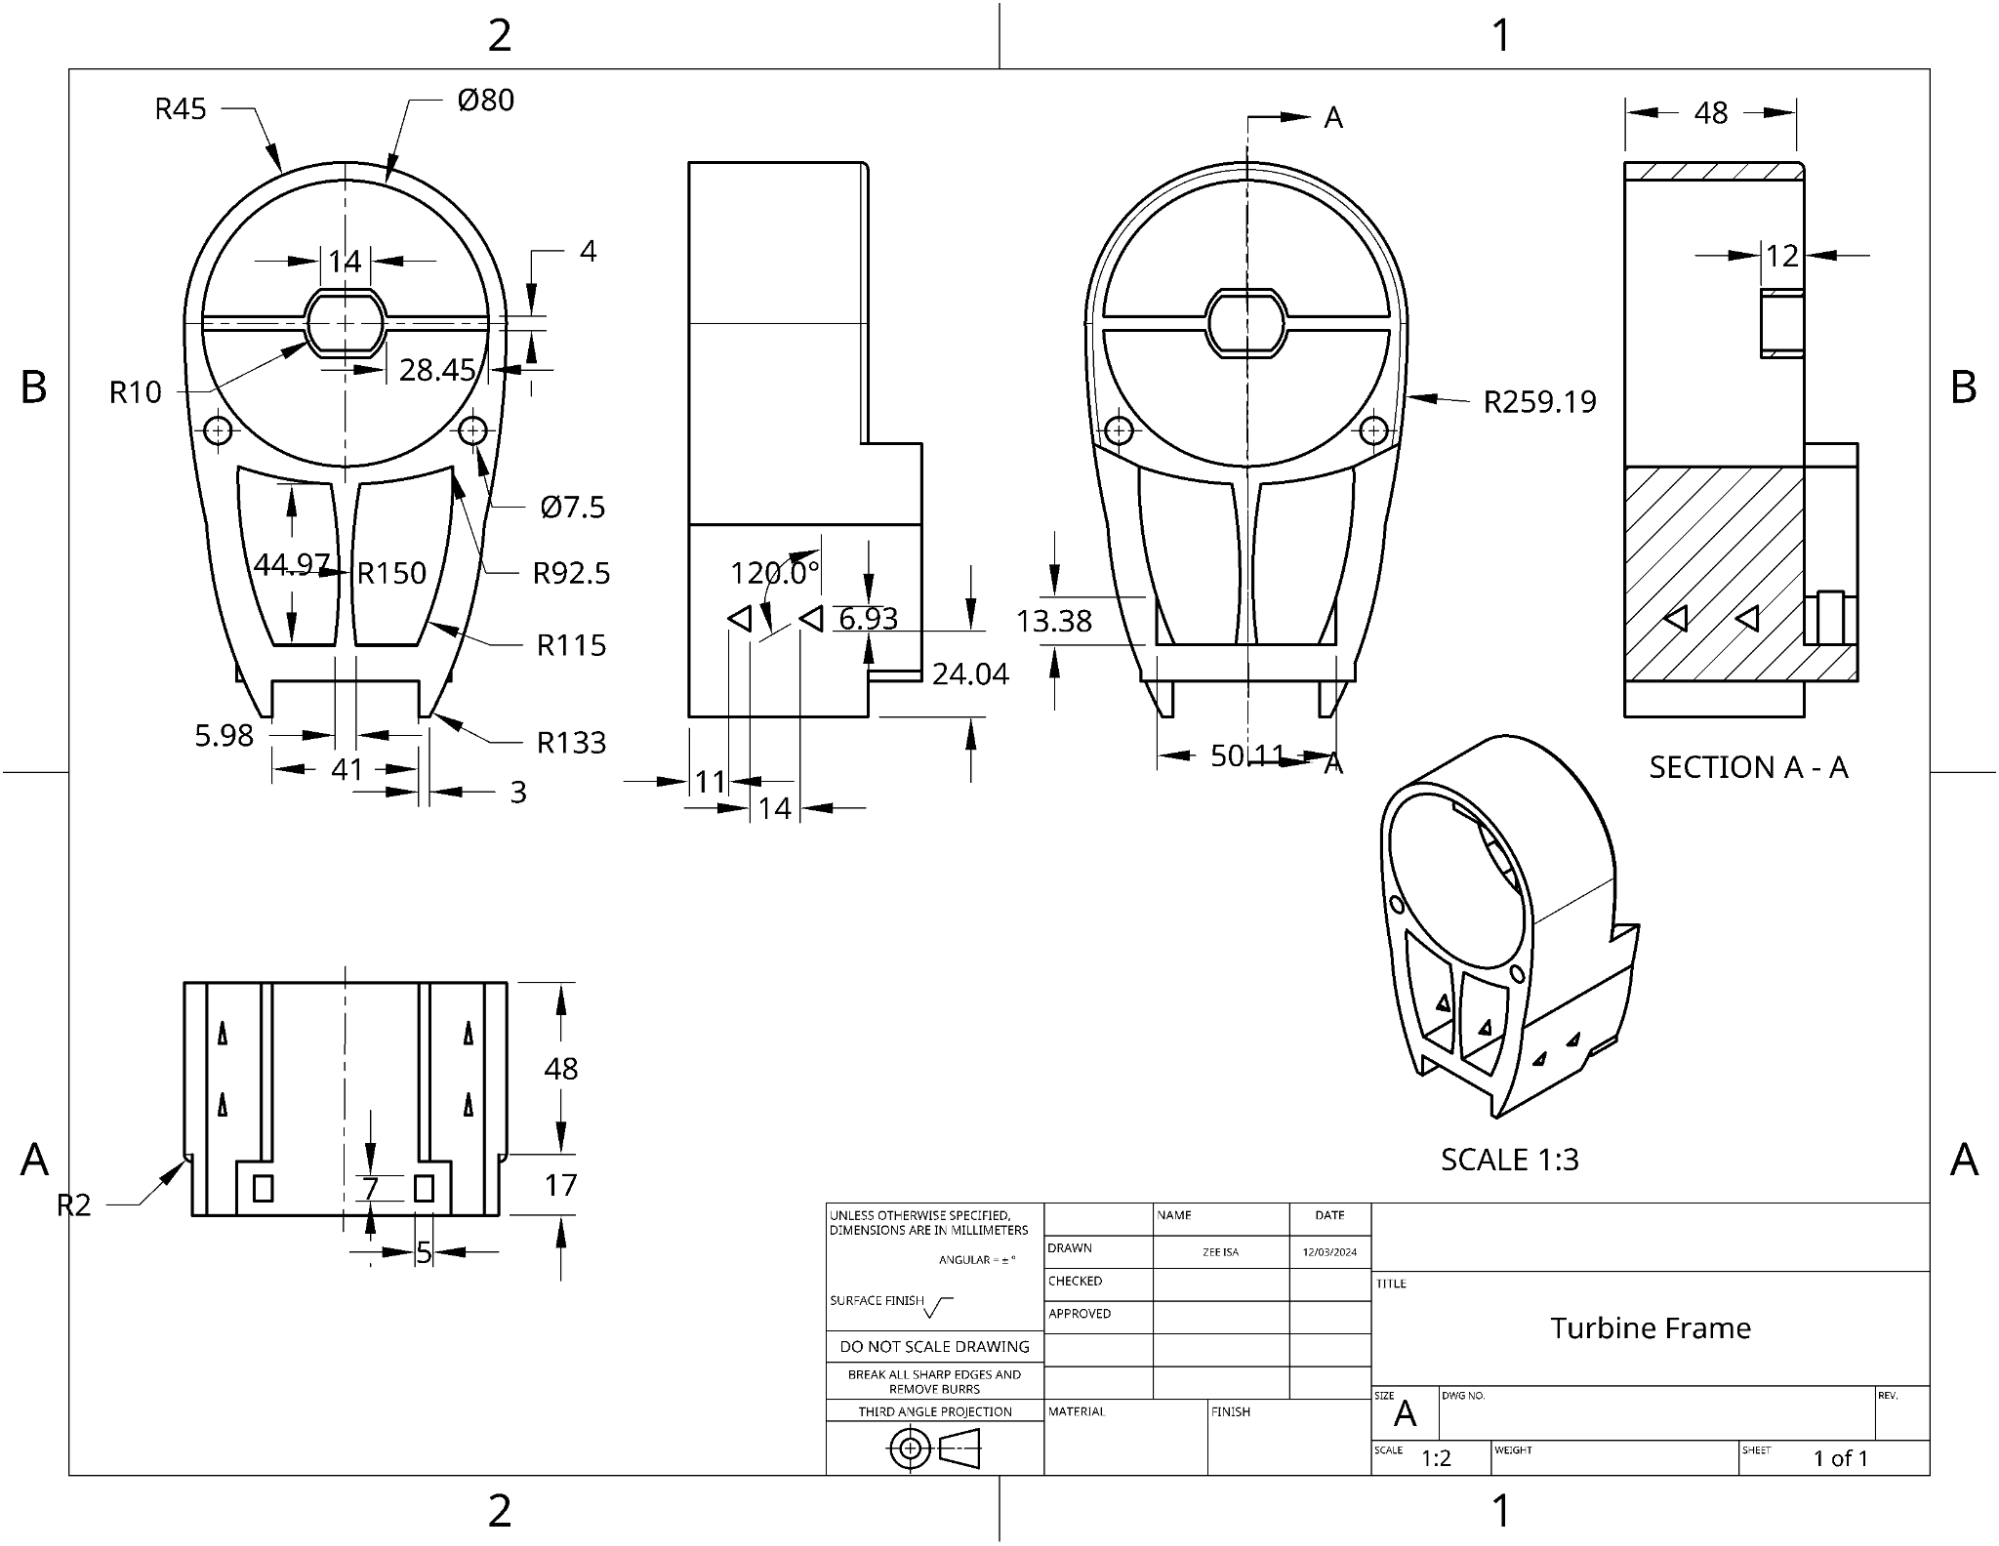 2
1
R45
Ø80
A
48
14
4
12
B
R10
28.45
R259.19
B
Ø7.5
44.97
R150
R92.5
120.0°
6.93
13.38
R115
24.04
5.98
R133
41
3
11
14
50.11
A
SECTION A - A
48
A
R2
7
17
5
SCALE 1:3
A
UNLESS OTHERWISE SPECIFIED,
DIMENSIONS ARE IN MILLIMETERS
ANGULAR = ± °
SURFACE FINISH
DO NOT SCALE DRAWING
BREAK ALL SHARP EDGES AND
REMOVE BURRS
THIRD ANGLE PROJECTION
NAME
DATE
DRAWN
ZEE ISA
12/03/2024
CHECKED
APPROVED
MATERIAL
FINISH
TITLE
Turbine Frame
SIZE
A
DWG NO.
REV.
SCALE
1:2
WEIGHT
SHEET
1 of 1
2
1